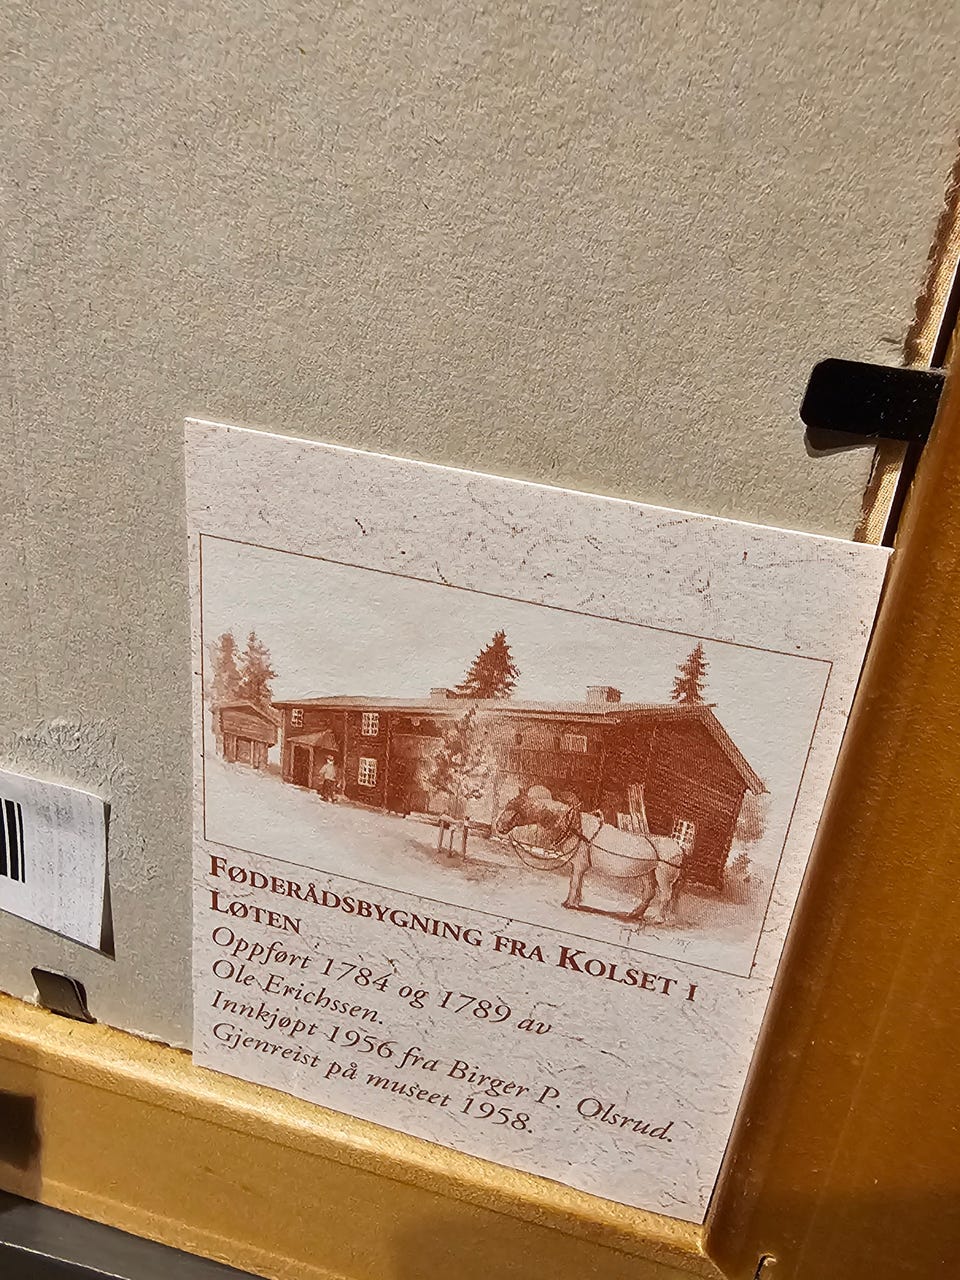 FØDERÅDSBYGNING FRA KOLSET I
LØTEN
Oppført 1784 og 1789 av
Ole Erichssen.
Innkjøpt 1956 fra Birger P. Olsrud.
Gjenreist på museet 1958.